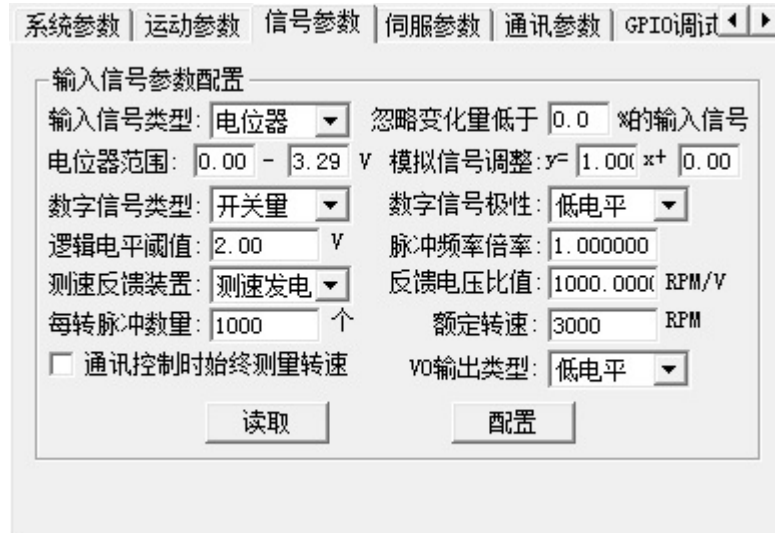 系统参数 运动参数 信号参数 伺服参数 通讯参数 GPIO调试
输入信号参数配置
输入信号类型: 电位器 忽略变化量低于 0.0 %的输入信号
电位器范围: 0.00 - 3.29 V 模拟信号调整:y= 1.00 x+ 0.00
数字信号类型: 开关量 数字信号极性: 低电平
逻辑电平阈值: 2.00 V 脉冲频率倍率: 1.000000
测速反馈装置: 测速发电 反馈电压比值: 1000.000 RPM/V
每转脉冲数量: 1000 个 额定转速: 3000 RPM
通讯控制时始终测量转速 VO输出类型: 低电平
读取 配置